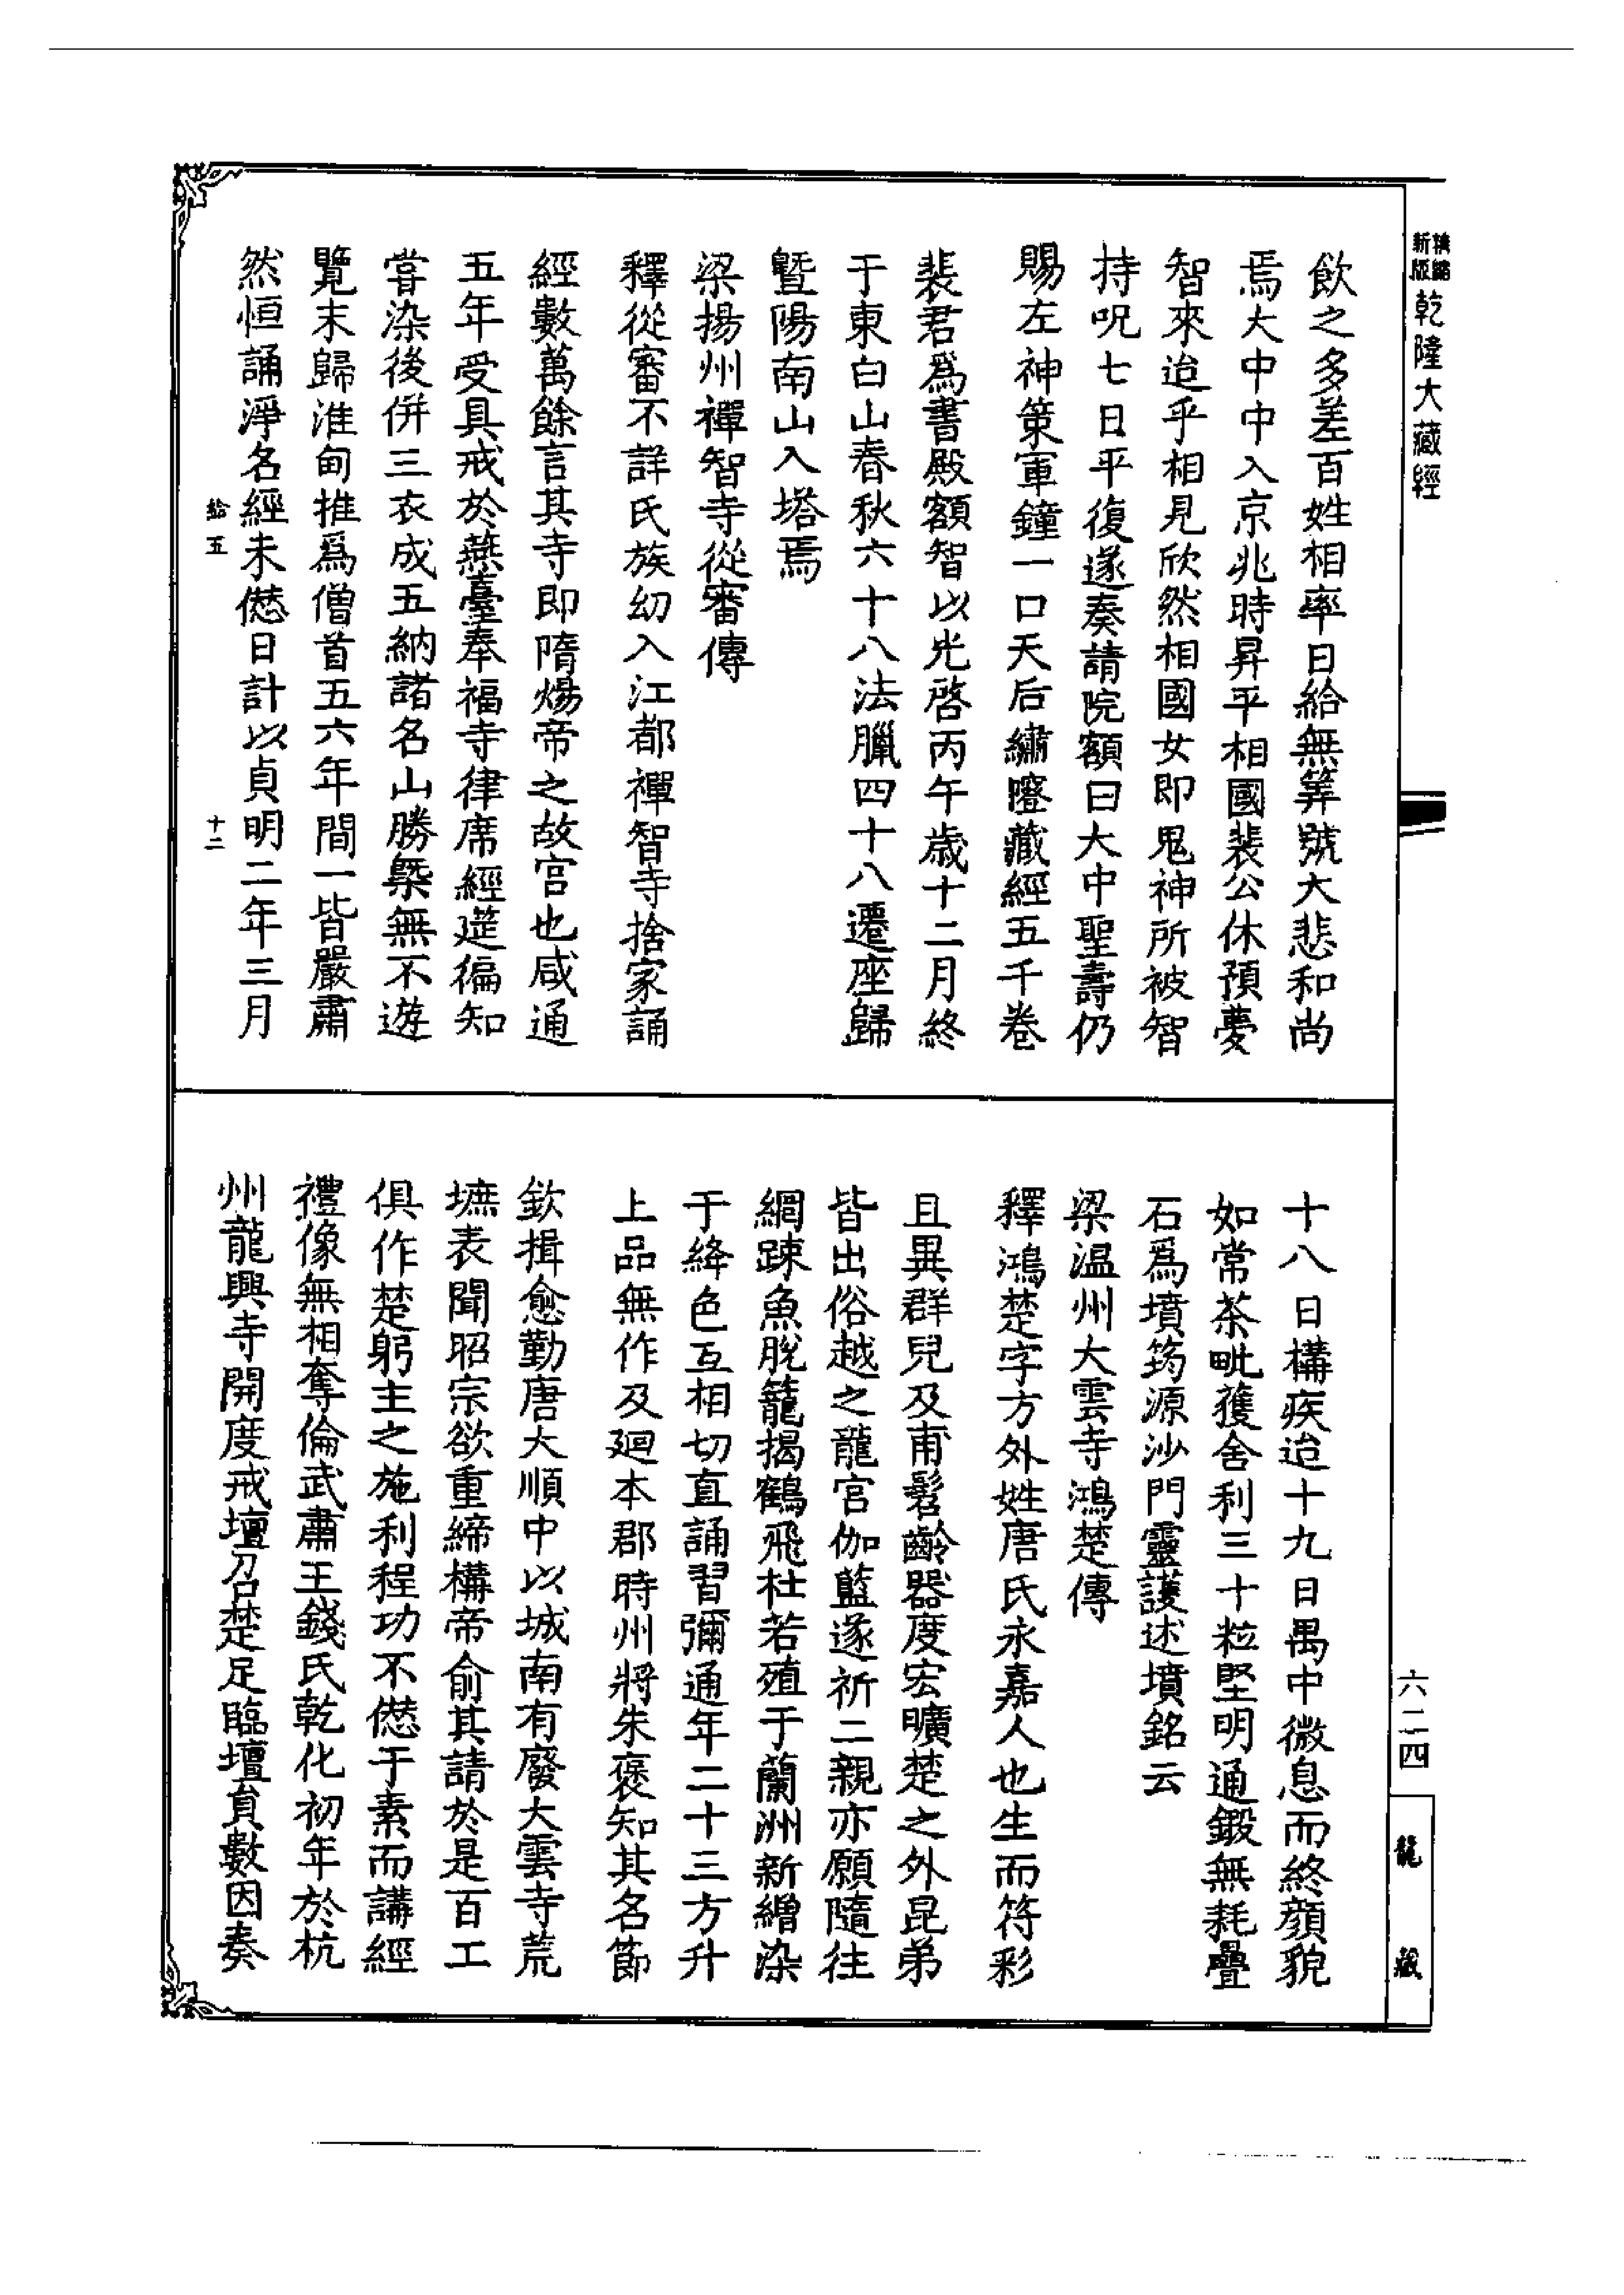 精縮新版乾隆大藏經
飲之多差百姓相率日給無筭號大悲和尚
焉大中中入京兆時昇平相國裴公休預夢
智來迨乎相見欣然相國女即鬼神所被智
持呪七日平復遂奏請院額曰大中聖壽仍
賜左神策軍鐘一口天后繡㡧藏經五千卷
裴君爲書殿額智以光啓丙午歲十二月終
于東白山春秋六十八法臘四十八遷座歸
暨陽南山入塔焉
梁揚州禪智寺從審傳
釋從審不詳氏族幼入江都禪智寺捨家誦
經數萬餘言其寺即隋煬帝之故宮也咸通
五年受具戒於燕臺奉福寺律席經筵徧知
嘗染後併三衣成五納諸名山勝槩無不遊
覽末歸淮甸推爲僧首五六年間一皆嚴肅
然恒誦淨名經未愆日計以貞明二年三月
給五
十二
十八日構疾迨十九日禺中微息而終顏貌
如常茶毗獲舍利三十粒堅明通鍛無耗疊
石爲墳筠源沙門靈護述墳銘云
梁温州大雲寺鴻楚傳
釋鴻楚字方外姓唐氏永嘉人也生而符彩
且異群兒及甫髫齡器度宏曠楚之外昆弟
皆出俗越之龍宮伽藍遂祈二親亦願隨往
網踈魚脫籠揭鶴飛杜若殖于蘭洲新繒染
于絳色互相切直誦習彌通年二十三方升
上品無作及廻本郡時州將朱褒知其名節
欽揖愈勤唐大順中以城南有廢大雲寺荒
墟表聞昭宗欲重締構帝俞其請於是百工
俱作楚躬主之施利程功不愆于素而講經
禮像無相奪倫武肅王錢氏乾化初年於杭
州龍興寺開度戒壇召楚足臨壇員數因奏
六二四
龍藏